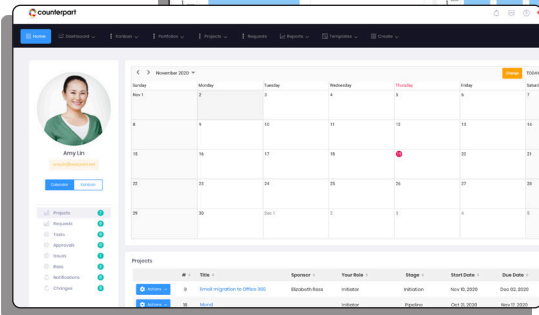 counterpart
Home Dashboard Kanban Portfolios Projects Requests Reports Templates Create
November 2020
Group
Sunday Monday Tuesday Wednesday Thursday Friday
Nov 1 2 3 4 5 6 7
8 9 10 11 12 13 14
15 16 17 18 19 20 21
22 23 24 25 26 27 28
29 30 Dec 1 2 3 4 5
Amy Lin
Calendar Kanban
Projects
Requests
Tasks
Approvals
Issues
Risks
Notifications
Changes
Projects
# Title Sponsor Your Role Stage Start Date Due Date
Actions 9 Email migration to Office 365 Elizabeth Ross Initiator Initiation Nov 10, 2020 Dec 02, 2020
Actions 18 Initiator Pipeline Oct 21, 2020 Nov 17, 2020